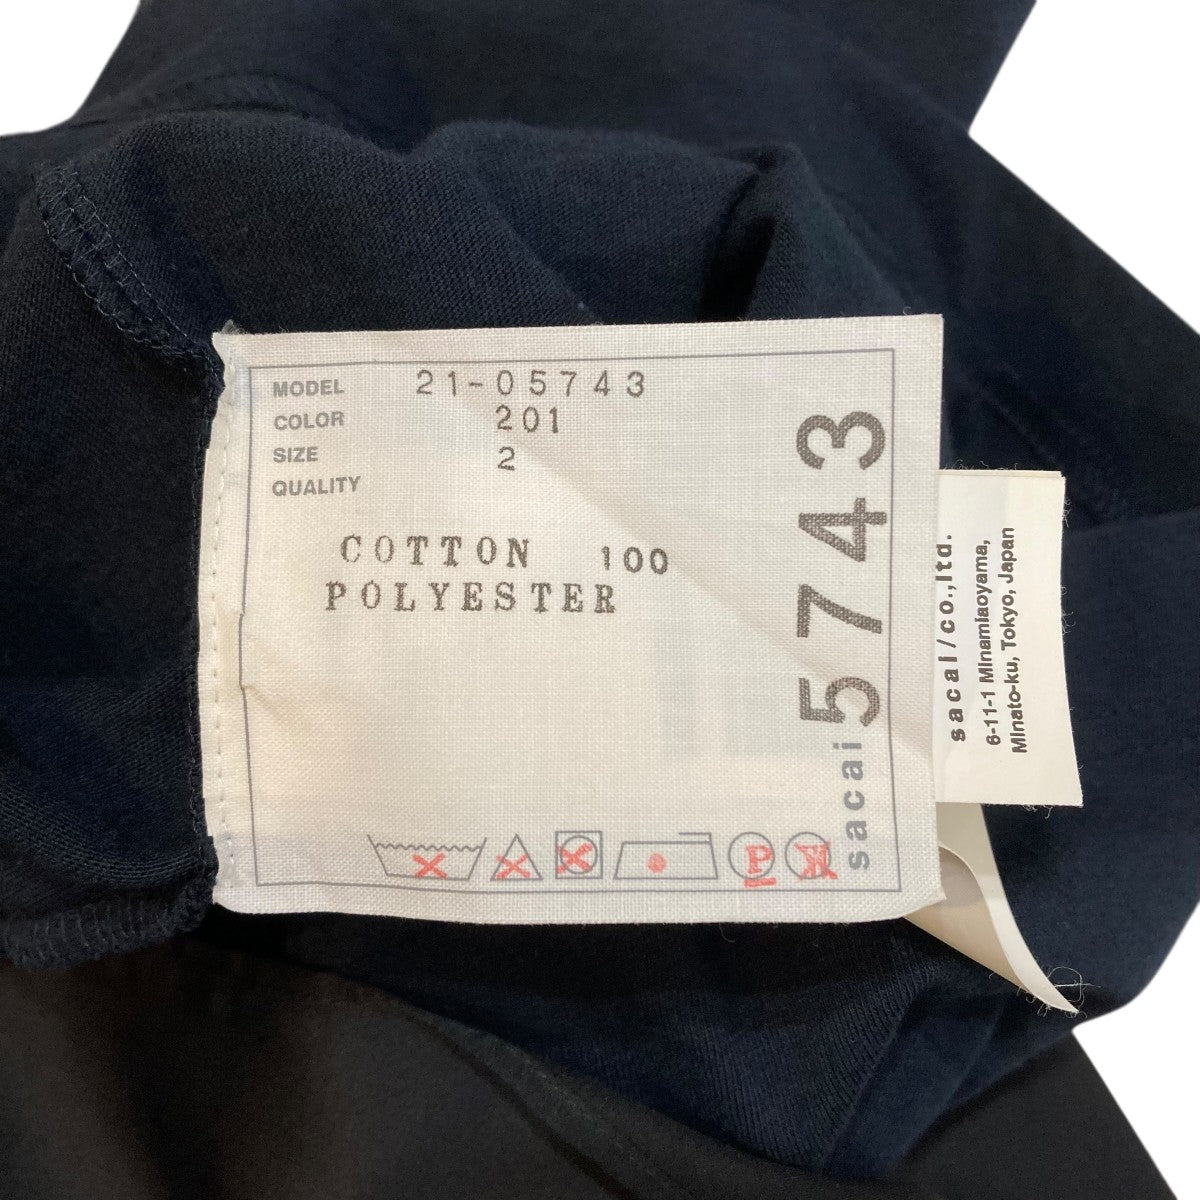 MODEL 21-05743
COLOR 201
SIZE 2
QUALITY
COTTON 100
POLYESTER
sacai 5743
P
sacai/co.,ltd.
6-11-1 Minamiaoyama,
Minato-ku, Tokyo, Japan